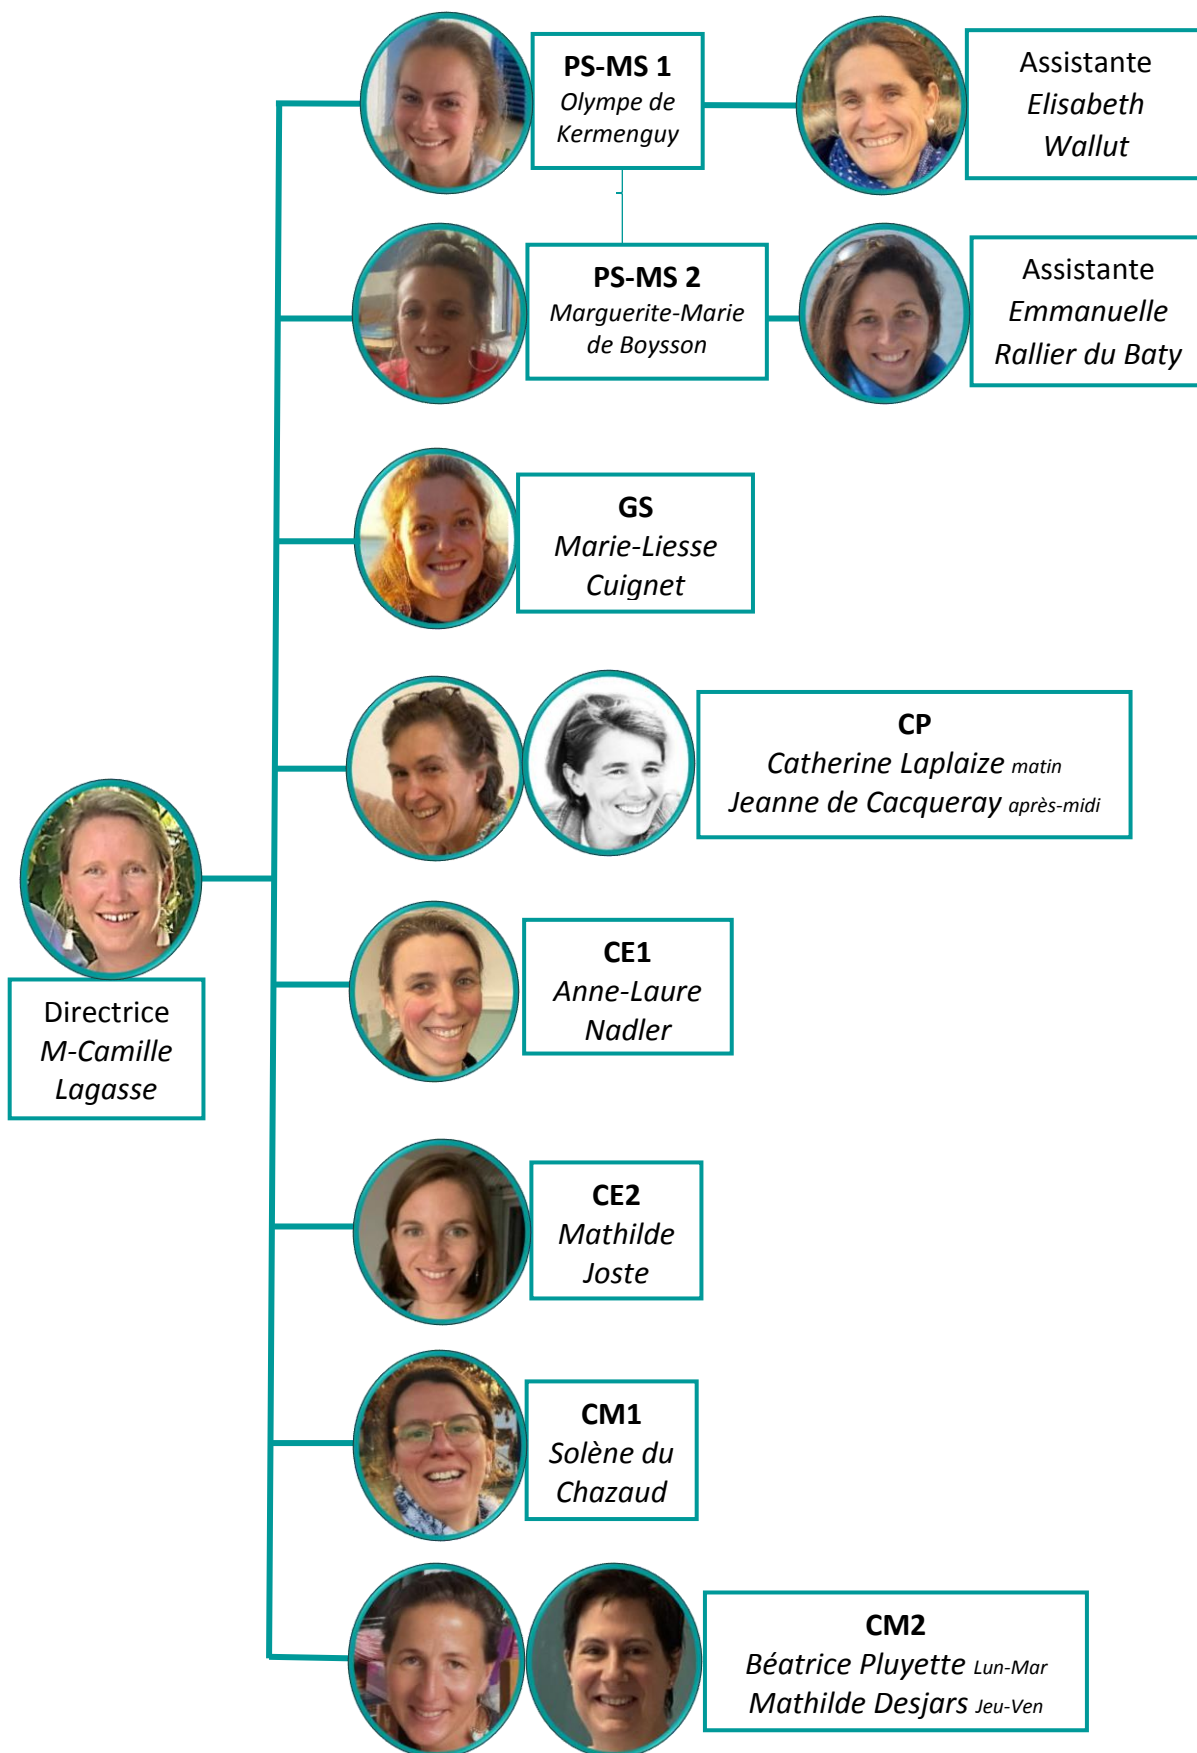 PS-MS 1
Olympe de
Kermenguy
Assistante
Elisabeth
Wallut
PS-MS 2
Marguerite-Marie
de Boysson
Assistante
Emmanuelle
Rallier du Baty
GS
Marie-Liesse
Cuignet
CP
Catherine Laplaize matin
Jeanne de Cacqueray après-midi
Directrice
M-Camille
Lagasse
CE1
Anne-Laure
Nadler
CE2
Mathilde
Joste
CM1
Solène du
Chazaud
CM2
Béatrice Pluyette Lun-Mar
Mathilde Desjars Jeu-Ven